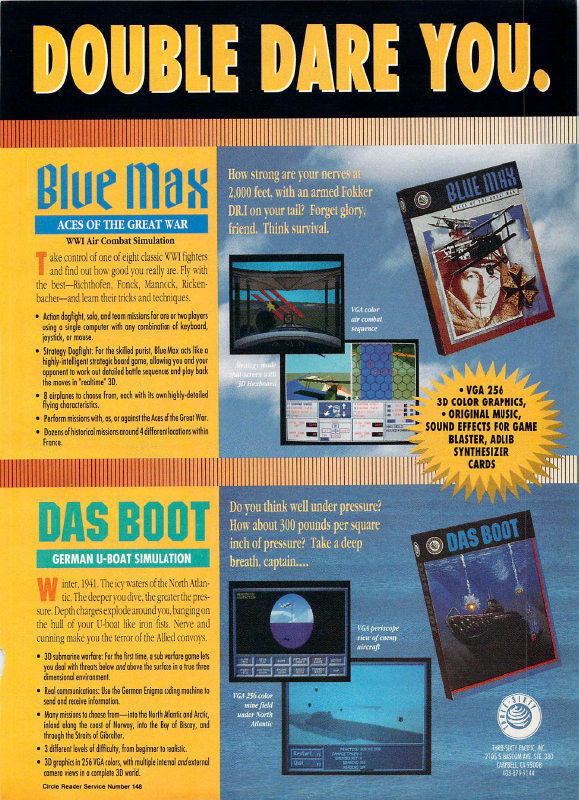 DOUBLE DARE YOU.
Blue Max
ACES OF THE GREAT WAR
WWI Air Combat Simulation
Take control of one of eight classic WWI fighters
and find out how good you really are. Fly with
the best—Richthofen, Fonck, Mannock, Ricken-
bacher—and learn their tricks and techniques.
• Action dogfight, solo, and team missions for one or two players
using a single computer with any combination of keyboard,
joystick, or mouse.
• Strategy Dogfight: For the skilled purist, Blue Max acts like a
highly-intelligent strategic board game, allowing you and your
opponent to work out detailed battle sequences and play back
the moves in "realtime" 3D.
• 8 airplanes to choose from, each with its own highly-detailed
flying characteristics.
• Perform missions with, as, or against the Aces of the Great War.
• Dozens of historical missions around 4 different locations within
France.
How strong are your nerves at
2,000 feet, with an armed Fokker
DR.I on your tail? Forget glory,
friend. Think survival.
VGA color
air combat
sequence
Strategy mode
split-screen with
3D Hexboard
BLUE MAX
ACES OF THE GREAT WAR
• VGA 256
3D COLOR GRAPHICS,
• ORIGINAL MUSIC,
SOUND EFFECTS FOR GAME
BLASTER, ADLIB
SYNTHESIZER
CARDS
DAS BOOT
GERMAN U-BOAT SIMULATION
Winter, 1941. The icy waters of the North Atlan-
tic. The deeper you dive, the greater the pres-
sure. Depth charges explode around you, banging on
the hull of your U-boat like iron fists. Nerve and
cunning make you the terror of the Allied convoys.
• 3D submarine warfare: For the first time, a sub warfare game lets
you deal with threats below and above the surface in a true three
dimensional environment.
• Real communications: Use the German Enigma coding machine to
send and receive information.
• Many missions to choose from—into the North Atlantic and Arctic,
inland along the coast of Norway, into the Bay of Biscay, and
through the Straits of Gibralter.
• 3 different levels of difficulty, from beginner to realistic.
• 3D graphics in 256 VGA colors, with multiple internal and external
camera views in a complete 3D world.
Circle Reader Service Number 148
Do you think well under pressure?
How about 300 pounds per square
inch of pressure? Take a deep
breath, captain....
VGA periscope
view of enemy
aircraft
VGA 256 color
mine field
under North
Atlantic
Restart
Quit
DAS BOOT
THREE-SIXTY
THREE-SIXTY PACIFIC, INC.
2105 S. BASCOM AVE. STE. 380
CAMPBELL, CA 95008
408-879-9144